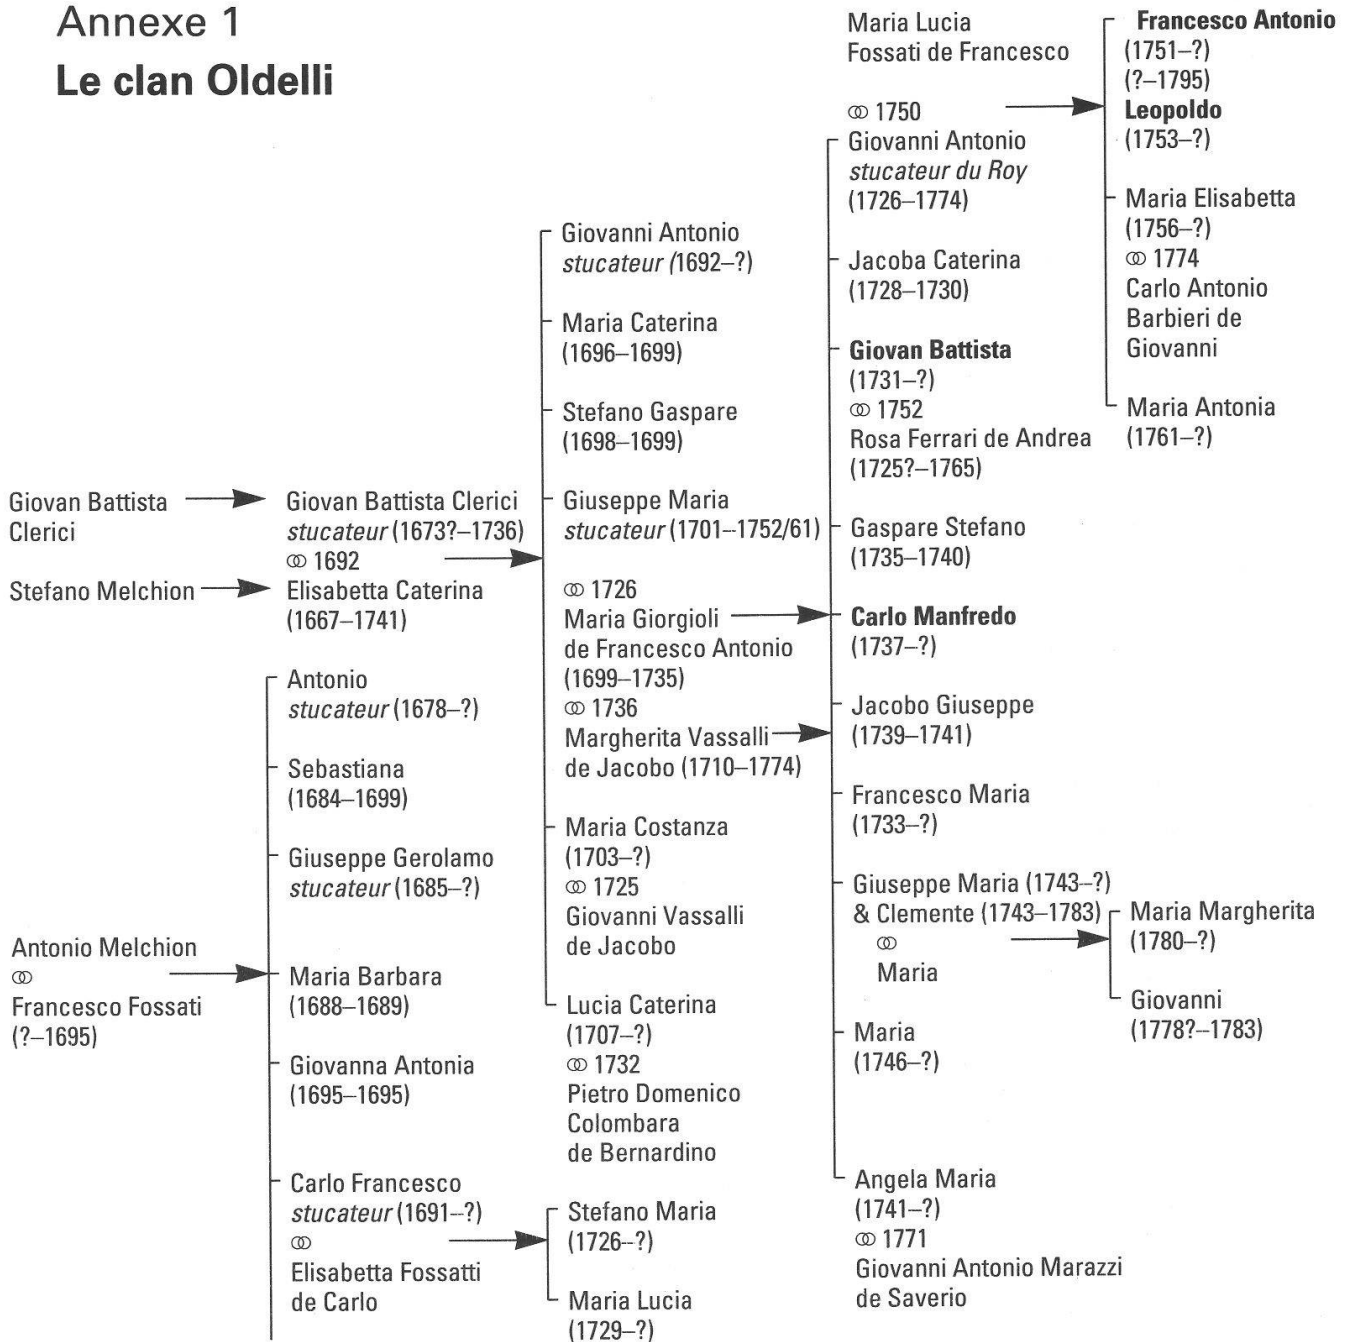 Annexe 1
Le clan Oldelli
Giovan Battista
Clerici
Stefano Melchion
Antonio Melchion
⚭
Francesco Fossati
(?–1695)
Giovan Battista Clerici
stucateur (1673?–1736)
⚭ 1692
Elisabetta Caterina
(1667–1741)
Antonio
stucateur (1678–?)
Sebastiana
(1684–1699)
Giuseppe Gerolamo
stucateur (1685–?)
Maria Barbara
(1688–1689)
Giovanna Antonia
(1695–1695)
Carlo Francesco
stucateur (1691–?)
⚭
Elisabetta Fossatti
de Carlo
Giovanni Antonio
stucateur (1692–?)
Maria Caterina
(1696–1699)
Stefano Gaspare
(1698–1699)
Giuseppe Maria
stucateur (1701–1752/61)
⚭ 1726
Maria Giorgioli
de Francesco Antonio
(1699–1735)
⚭ 1736
Margherita Vassalli
de Jacobo (1710–1774)
Maria Costanza
(1703–?)
⚭ 1725
Giovanni Vassalli
de Jacobo
Lucia Caterina
(1707–?)
⚭ 1732
Pietro Domenico
Colombara
de Bernardino
Stefano Maria
(1726–?)
Maria Lucia
(1729–?)
Maria Lucia
Fossati de Francesco
⚭ 1750
Giovanni Antonio
stucateur du Roy
(1726–1774)
Jacoba Caterina
(1728–1730)
Giovan Battista
(1731–?)
⚭ 1752
Rosa Ferrari de Andrea
(1725?–1765)
Gaspare Stefano
(1735–1740)
Carlo Manfredo
(1737–?)
Jacobo Giuseppe
(1739–1741)
Francesco Maria
(1733–?)
Giuseppe Maria (1743–?)
& Clemente (1743–1783)
⚭
Maria
Maria
(1746–?)
Angela Maria
(1741–?)
⚭ 1771
Giovanni Antonio Marazzi
de Saverio
Francesco Antonio
(1751–?)
(?–1795)
Leopoldo
(1753–?)
Maria Elisabetta
(1756–?)
⚭ 1774
Carlo Antonio
Barbieri de
Giovanni
Maria Antonia
(1761–?)
Maria Margherita
(1780–?)
Giovanni
(1778?–1783)